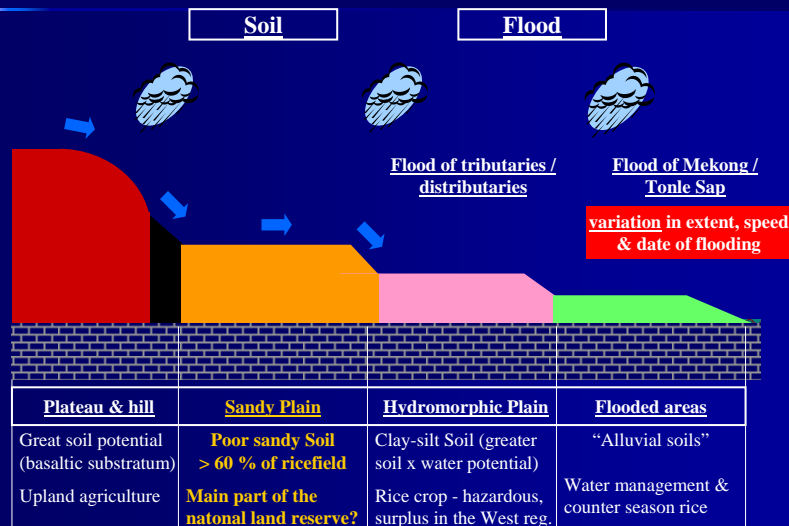 Soil
Flood
Flood of tributaries /
distributaries
Flood of Mekong /
Tonle Sap
variation in extent, speed
& date of flooding
Plateau & hill
Sandy Plain
Hydromorphic Plain
Flooded areas
Great soil potential
(basaltic substratum)
Upland agriculture
Poor sandy Soil
> 60 % of ricefield
Main part of the
natonal land reserve?
Clay-silt Soil (greater
soil x water potential)
Rice crop - hazardous,
surplus in the West reg.
“Alluvial soils”
Water management &
counter season rice